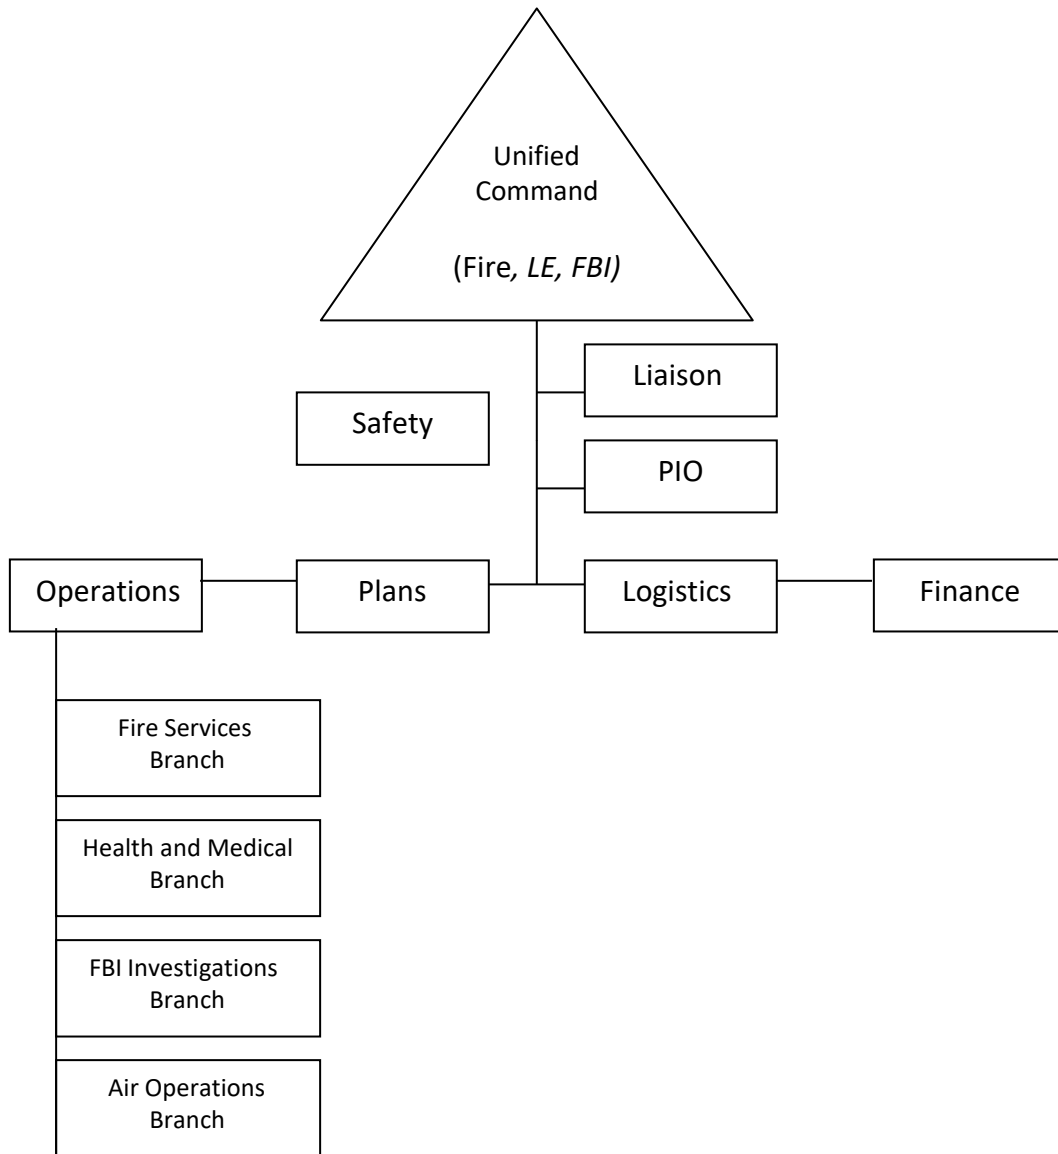 Unified
Command
(Fire, LE, FBI)
Liaison
Safety
PIO
Operations
Plans
Logistics
Finance
Fire Services
Branch
Health and Medical
Branch
FBI Investigations
Branch
Air Operations
Branch